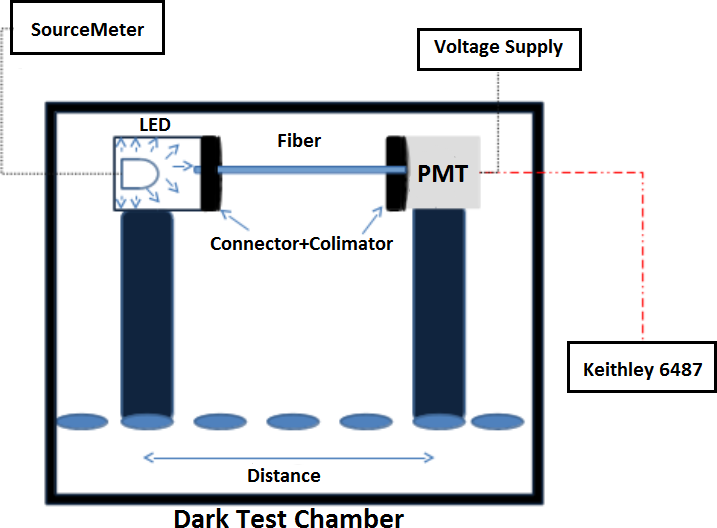 SourceMeter
Voltage Supply
LED
Fiber
PMT
Connector+Colimator
Keithley 6487
Distance
Dark Test Chamber